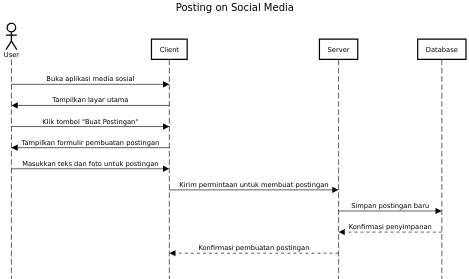 Posting on Social Media
User
Client
Server
Database
Buka aplikasi media sosial
Tampilkan layar utama
Klik tombol "Buat Postingan"
Tampilkan formulir pembuatan postingan
Masukkan teks dan foto untuk postingan
Kirim permintaan untuk membuat postingan
Simpan postingan baru
Konfirmasi penyimpanan
Konfirmasi pembuatan postingan